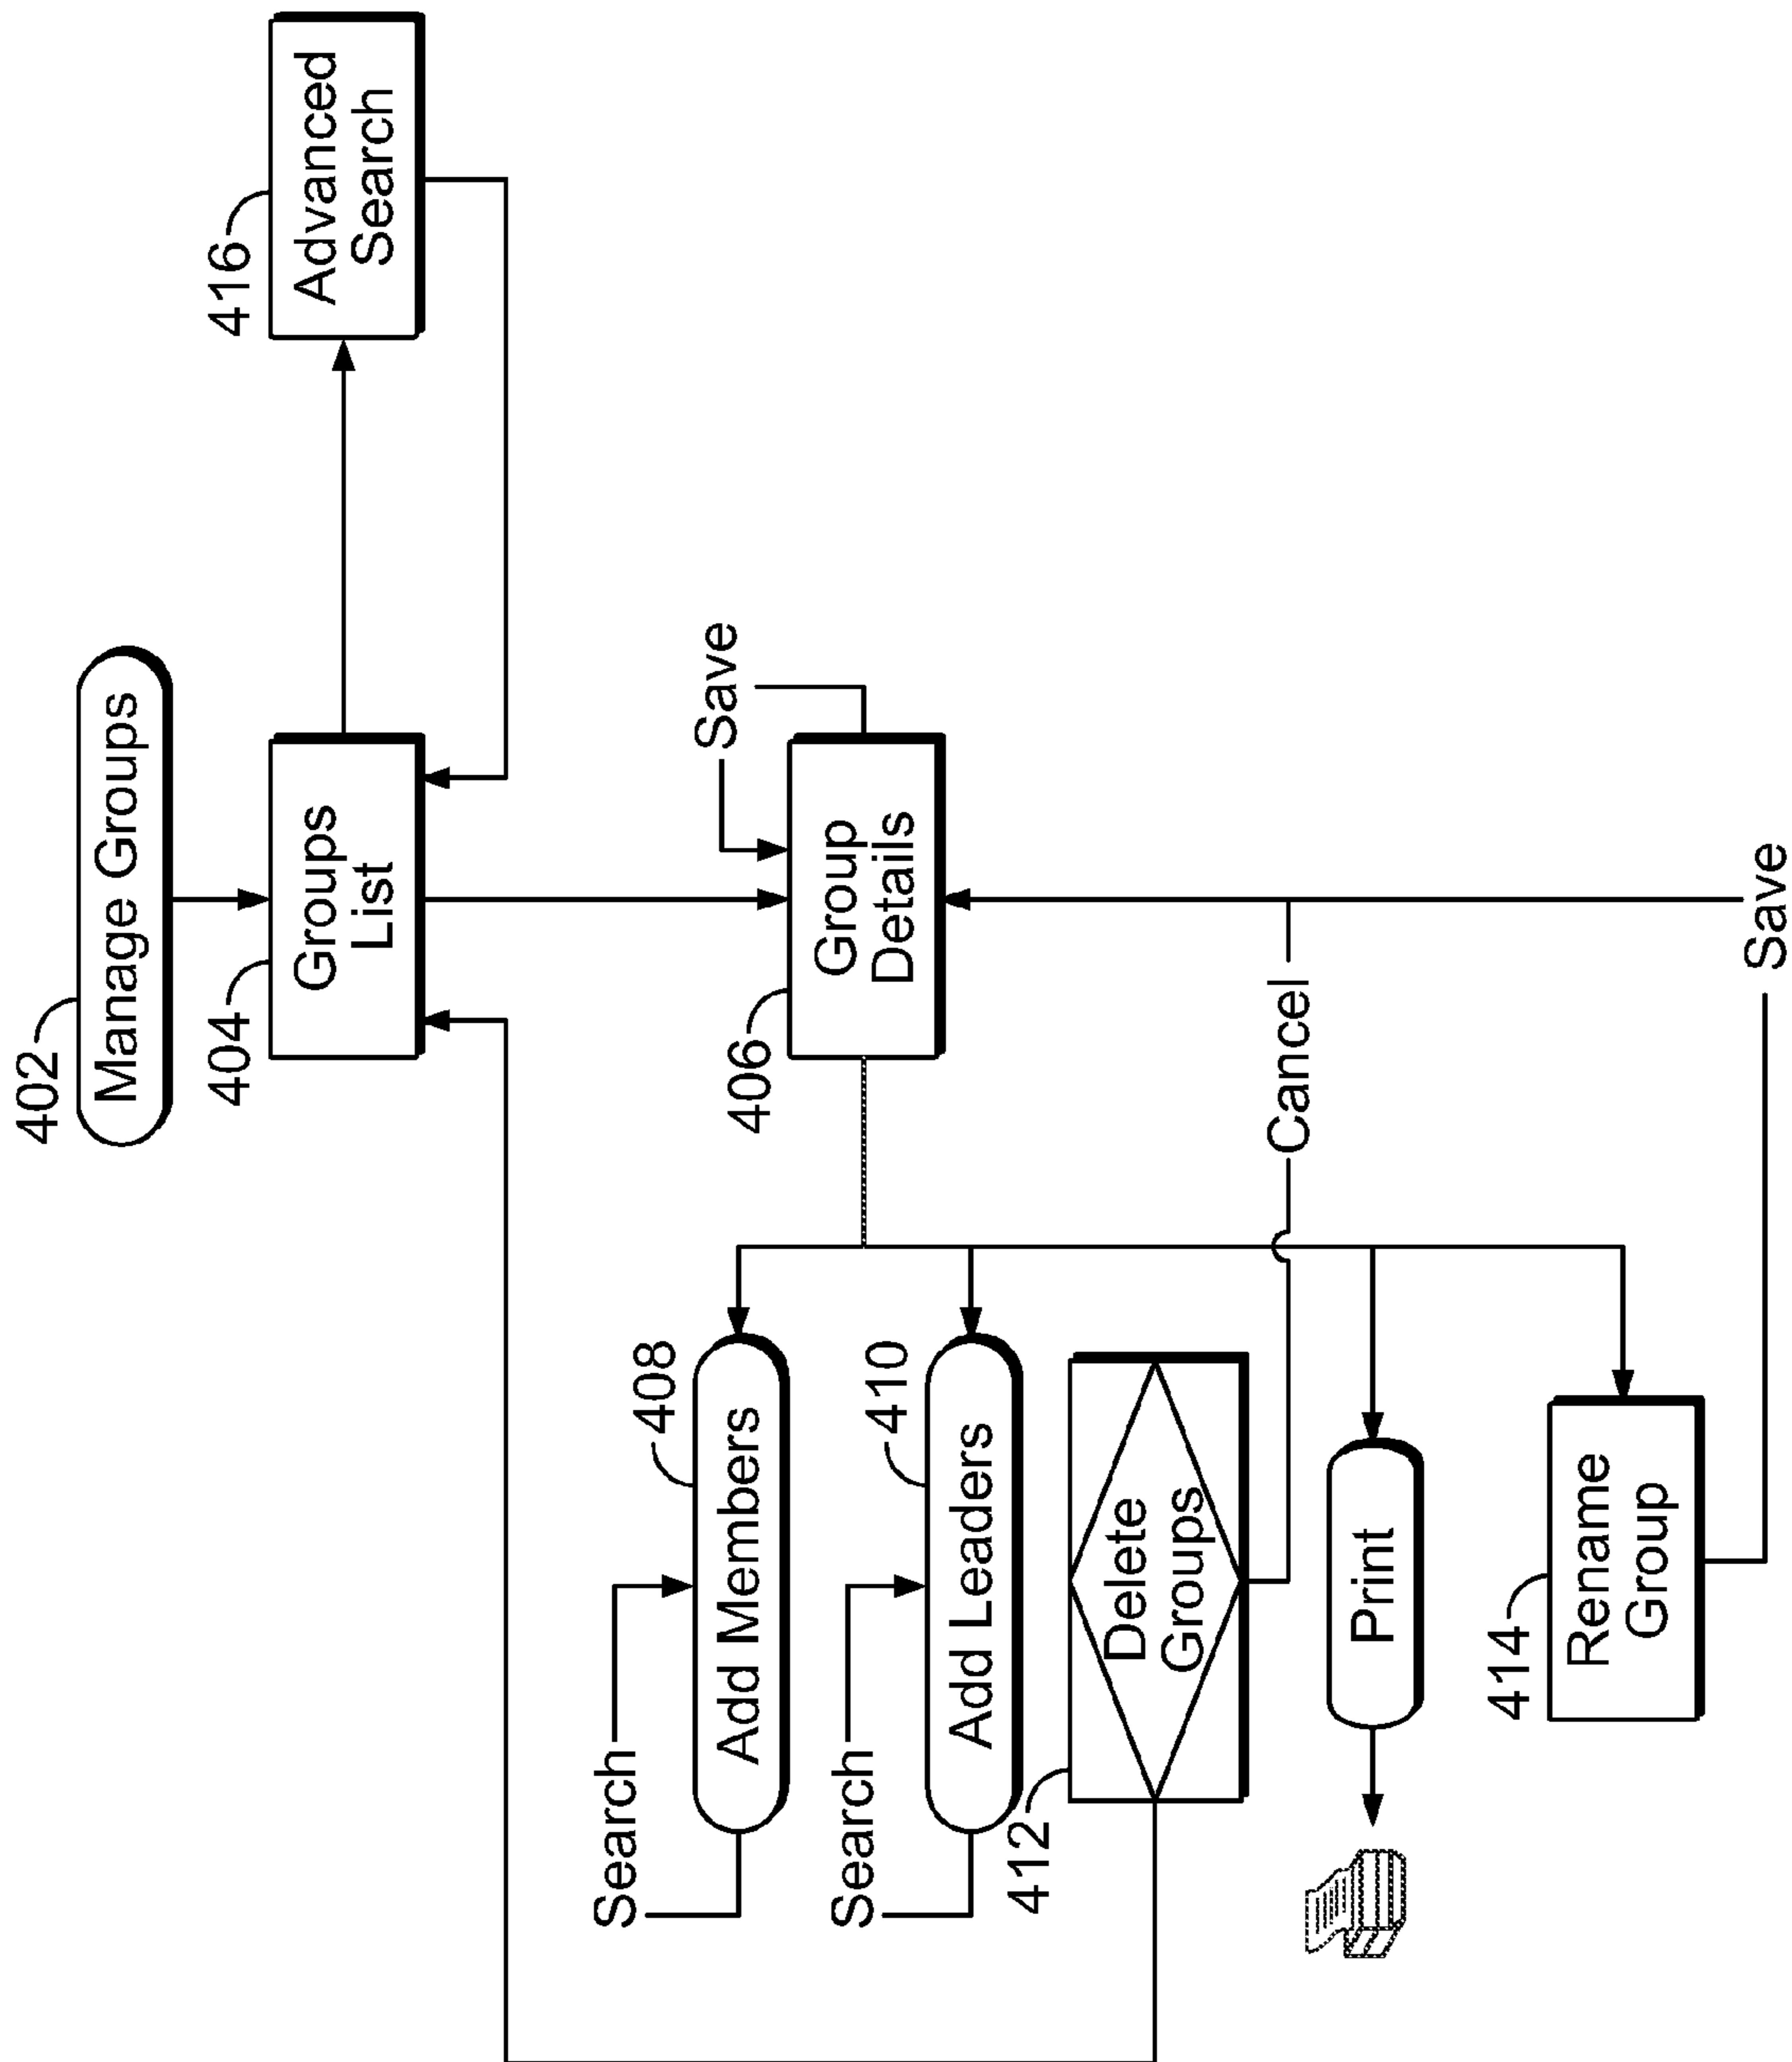 402
Manage Groups
416
Advanced
Search
404
Groups
List
Save
406
Group
Details
Search
408
Add Members
Search
410
Add Leaders
412
Delete
Groups
Cancel
Print
414
Rename
Group
Save